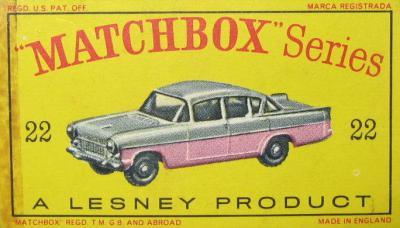 REGD. U.S. PAT. OFF. MARCA REGISTRADA
"MATCHBOX" Series
22 22
A LESNEY PRODUCT
"MATCHBOX" REGD. T.M. G.B. AND ABROAD MADE IN ENGLAND